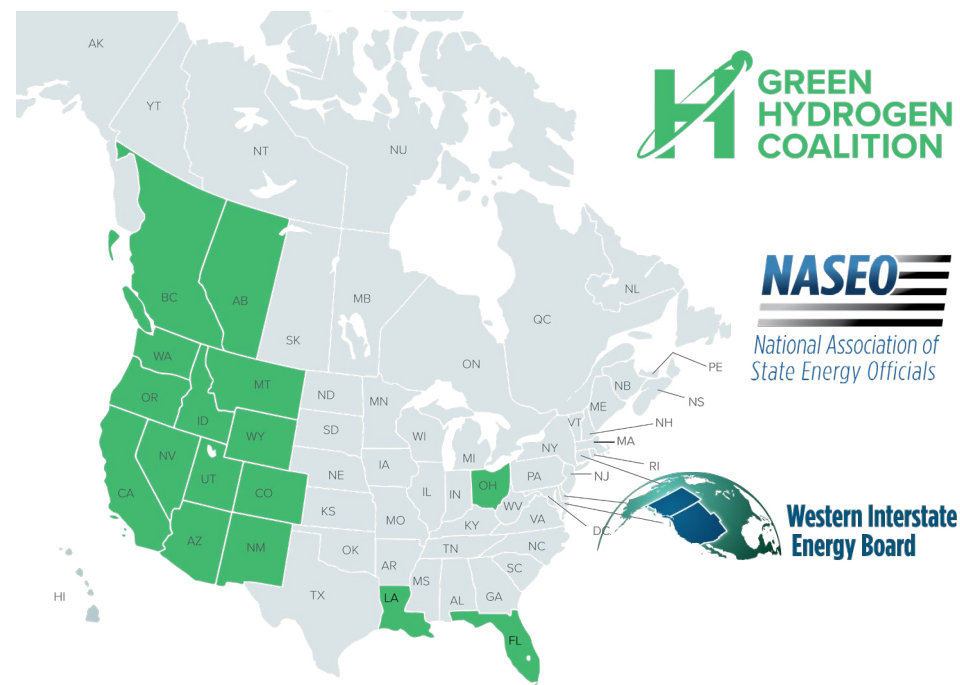 AK
YT
NT
NU
GREEN
HYDROGEN
COALITION
BC
AB
SK
MB
ON
QC
NL
NASEO
National Association of
State Energy Officials
WA
OR
ID
MT
ND
MN
WY
SD
WI
MI
NB
PE
NS
ME
VT
NH
MA
NY
RI
CA
NV
UT
CO
NE
IA
IL
IN
OH
PA
NJ
KS
MO
KY
WV
VA
DC
Western Interstate
Energy Board
AZ
NM
OK
AR
TN
NC
SC
HI
TX
LA
MS
AL
GA
FL